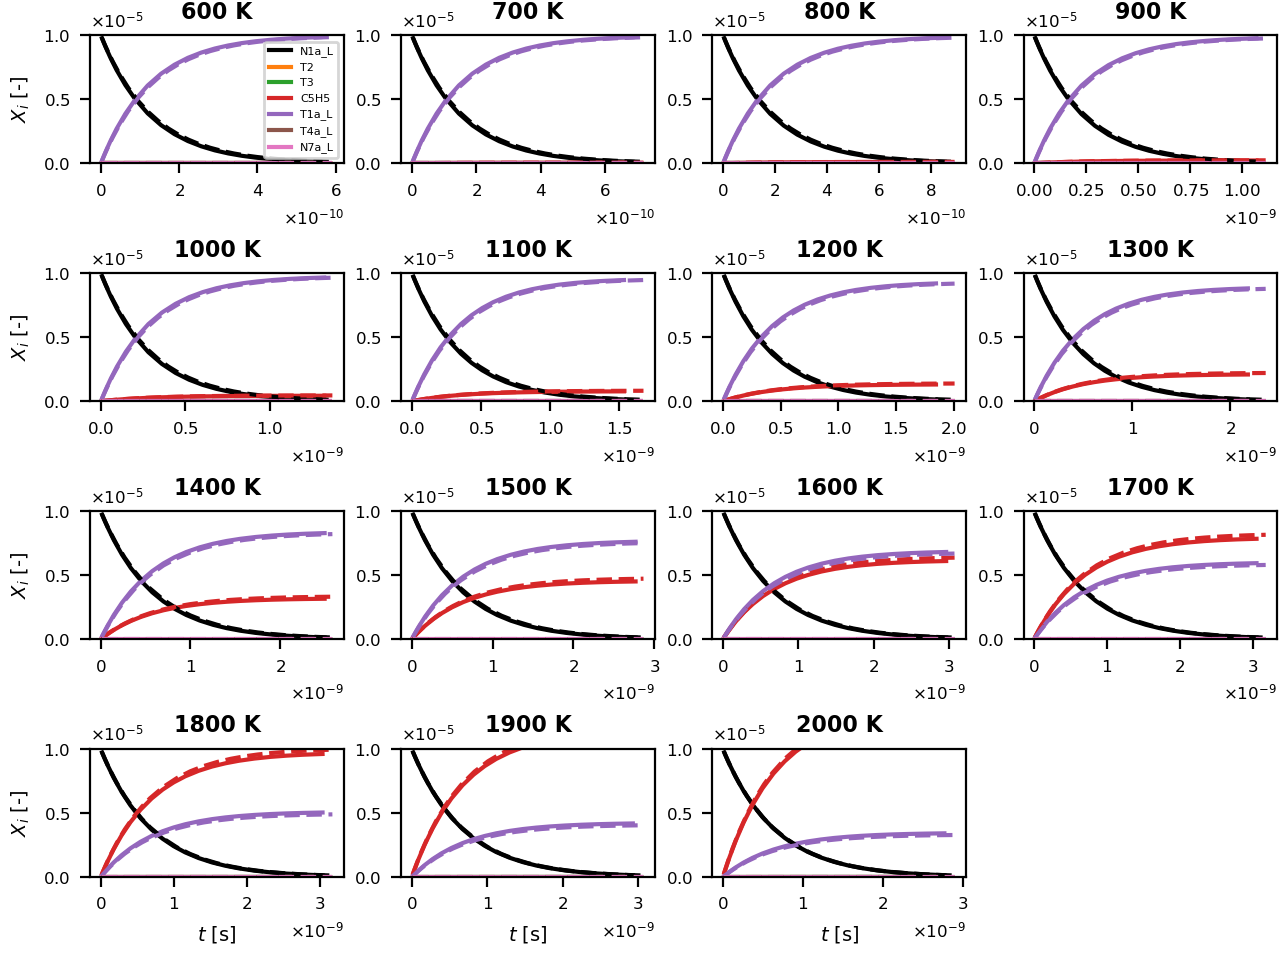 600 K
700 K
800 K
900 K
×10⁻⁵
×10⁻⁵
×10⁻⁵
×10⁻⁵
X_i [-]
1.0
0.5
0.0
N1a_L
T2
T3
C5H5
T1a_L
T4a_L
N7a_L
1.0
0.5
0.0
1.0
0.5
0.0
1.0
0.5
0.0
0 2 4 6
0 2 4 6
0 2 4 6 8
0.00 0.25 0.50 0.75 1.00
×10⁻¹⁰
×10⁻¹⁰
×10⁻¹⁰
×10⁻⁹
1000 K
1100 K
1200 K
1300 K
×10⁻⁵
×10⁻⁵
×10⁻⁵
×10⁻⁵
X_i [-]
1.0
0.5
0.0
1.0
0.5
0.0
1.0
0.5
0.0
1.0
0.5
0.0
0.0 0.5 1.0
0.0 0.5 1.0 1.5
0.0 0.5 1.0 1.5 2.0
0 1 2
×10⁻⁹
×10⁻⁹
×10⁻⁹
×10⁻⁹
1400 K
1500 K
1600 K
1700 K
×10⁻⁵
×10⁻⁵
×10⁻⁵
×10⁻⁵
X_i [-]
1.0
0.5
0.0
1.0
0.5
0.0
1.0
0.5
0.0
1.0
0.5
0.0
0 1 2
0 1 2 3
0 1 2 3
0 1 2 3
×10⁻⁹
×10⁻⁹
×10⁻⁹
×10⁻⁹
1800 K
1900 K
2000 K
×10⁻⁵
×10⁻⁵
×10⁻⁵
X_i [-]
1.0
0.5
0.0
1.0
0.5
0.0
1.0
0.5
0.0
0 1 2 3
0 1 2 3
0 1 2 3
t [s]
×10⁻⁹
t [s]
×10⁻⁹
t [s]
×10⁻⁹